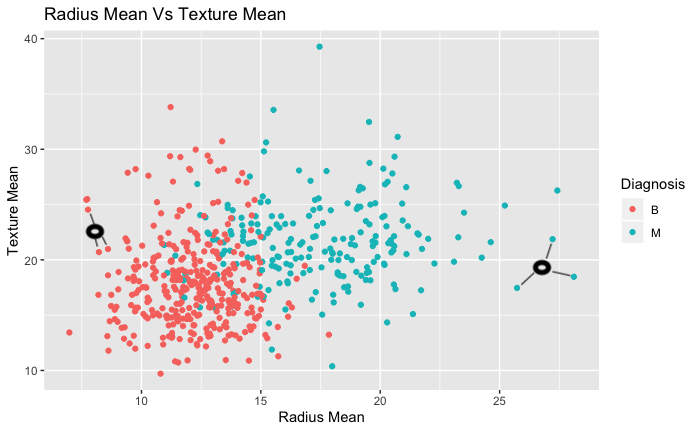 Radius Mean Vs Texture Mean
40
30
20
10
Texture Mean
10
15
20
25
Radius Mean
Diagnosis
B
M